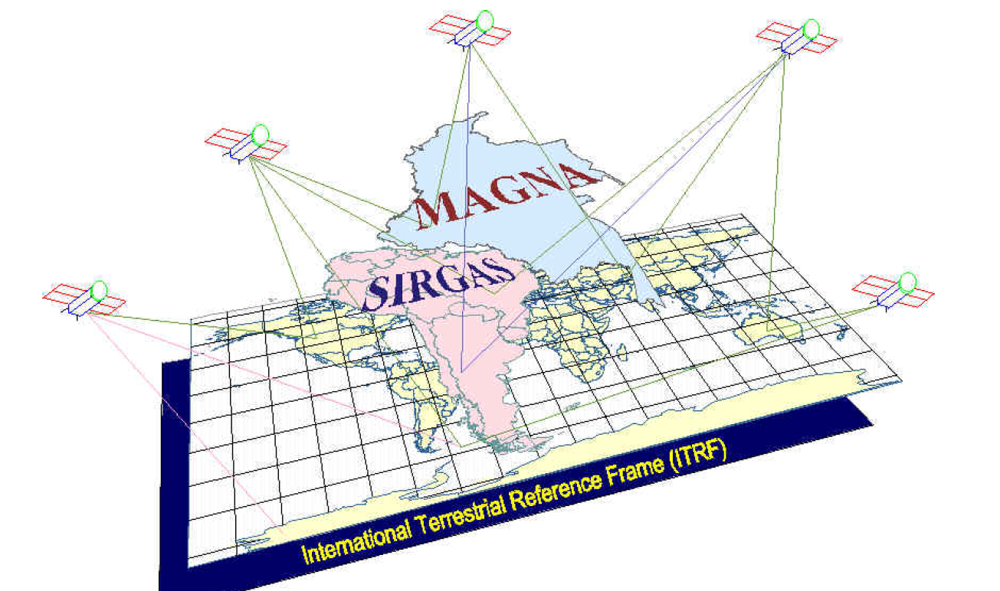 MAGNA
SIRGAS
International Terrestrial Reference Frame (ITRF)